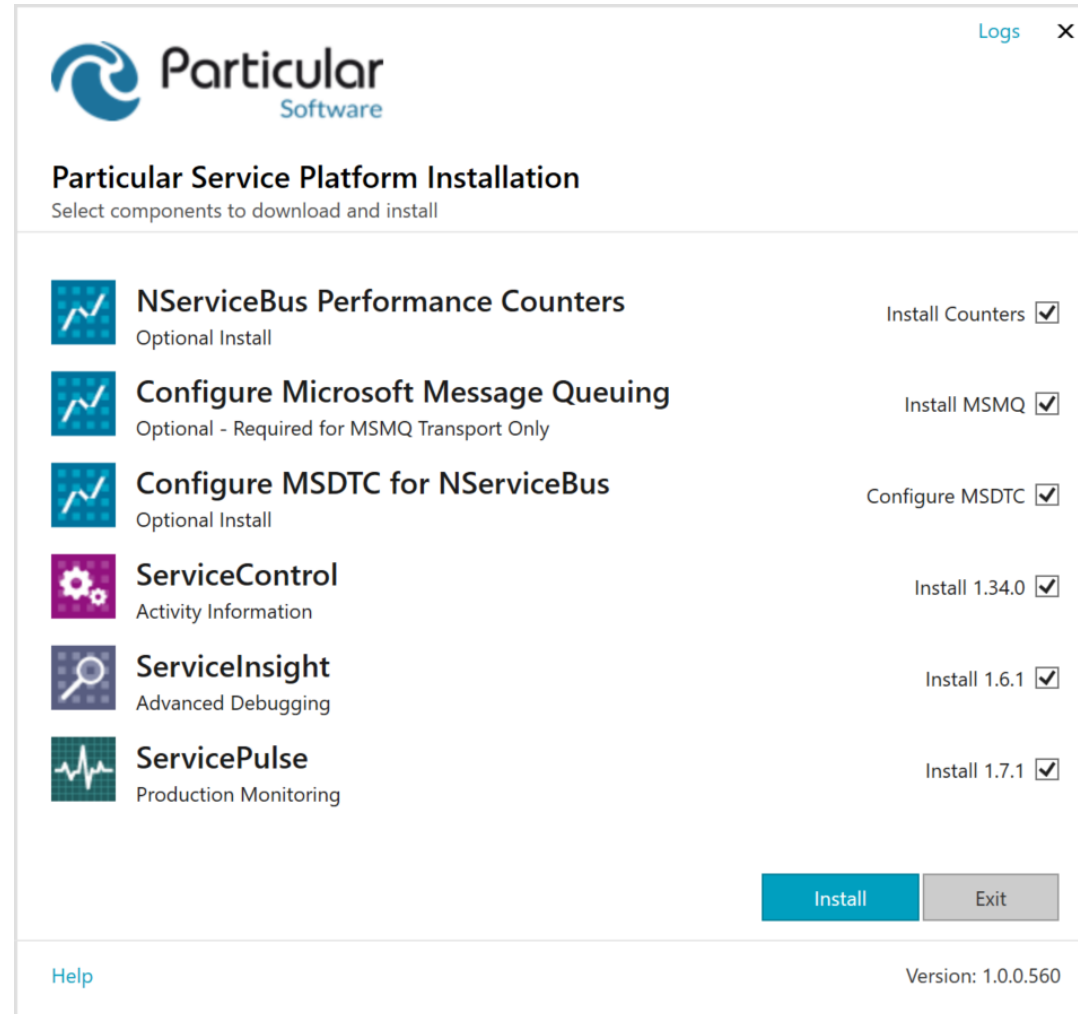 Logs
Particular
Software
Particular Service Platform Installation
Select components to download and install
NServiceBus Performance Counters
Optional Install
Install Counters
Configure Microsoft Message Queuing
Optional - Required for MSMQ Transport Only
Install MSMQ
Configure MSDTC for NServiceBus
Optional Install
Configure MSDTC
ServiceControl
Activity Information
Install 1.34.0
ServiceInsight
Advanced Debugging
Install 1.6.1
ServicePulse
Production Monitoring
Install 1.7.1
Install
Exit
Help
Version: 1.0.0.560